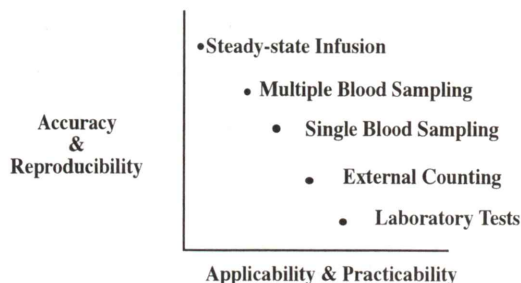 •Steady-state Infusion
• Multiple Blood Sampling
• Single Blood Sampling
Accuracy
&
Reproducibility
• External Counting
• Laboratory Tests
Applicability & Practicability